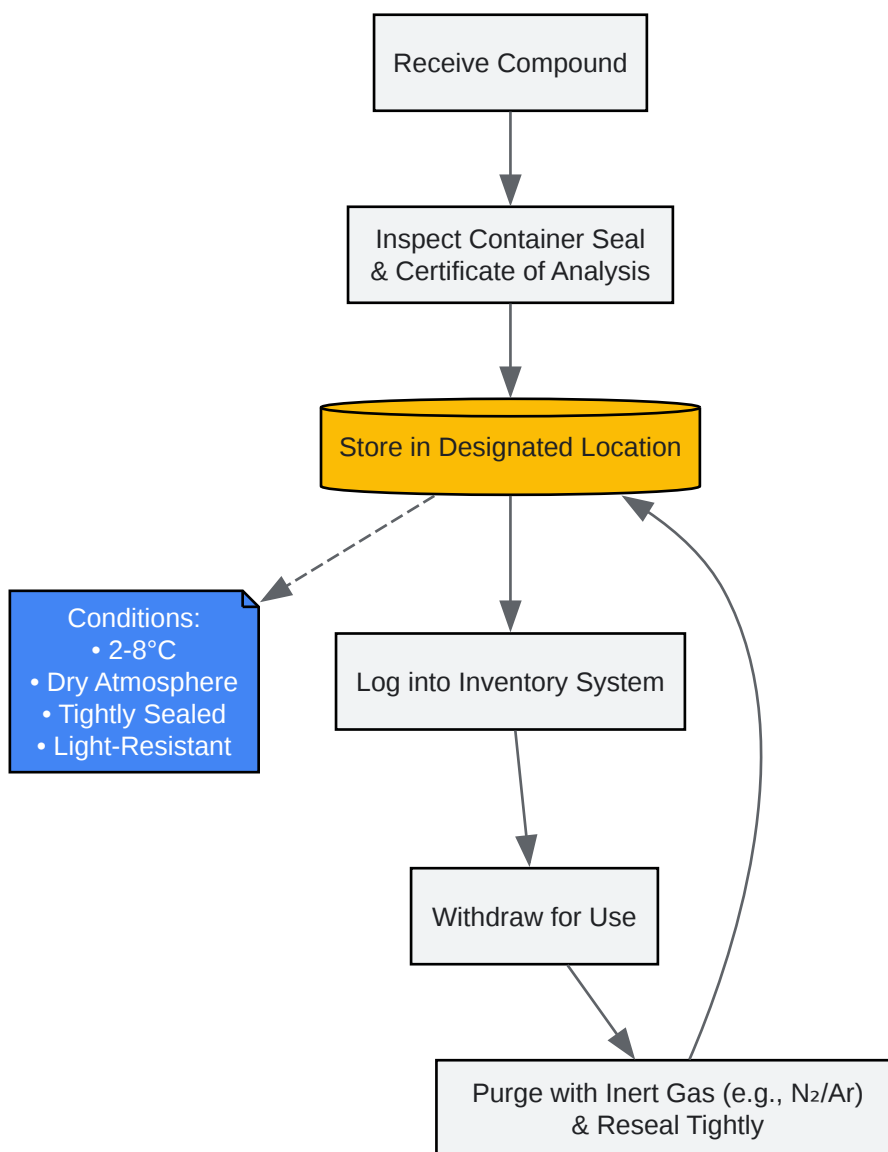 Receive Compound
Inspect Container Seal
& Certificate of Analysis
Store in Designated Location
Conditions:
• 2-8°C
• Dry Atmosphere
• Tightly Sealed
• Light-Resistant
Log into Inventory System
Withdraw for Use
Purge with Inert Gas (e.g., N₂/Ar)
& Reseal Tightly